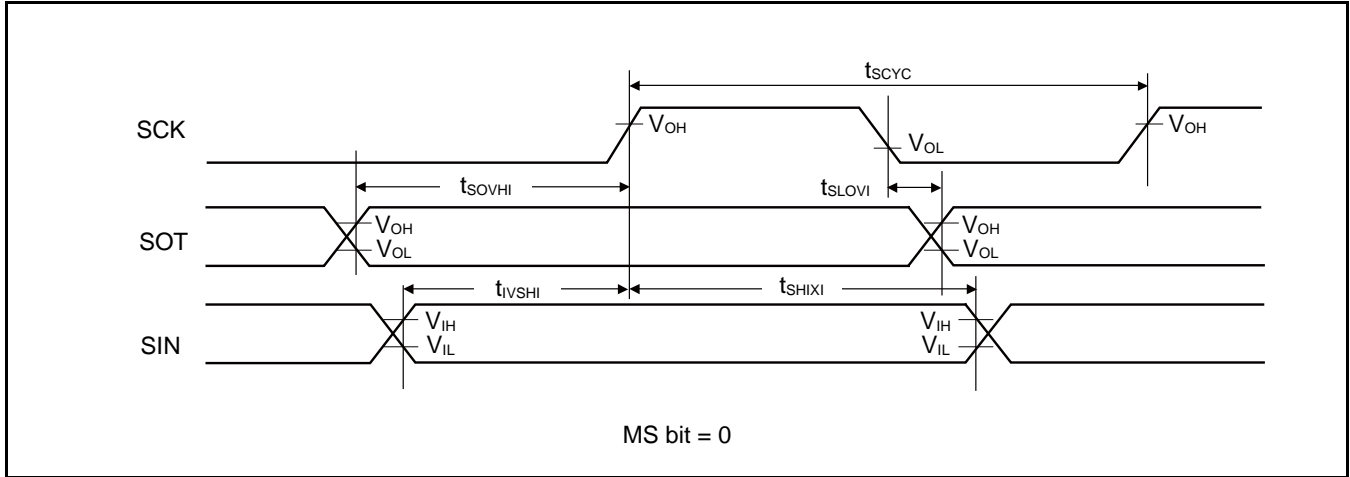 tSCYC
SCK
VOH
VOL
VOH
tSOVHI
tSLOVI
SOT
VOH
VOL
VOH
VOL
tIVSHI
tSHIXI
SIN
VIH
VIL
VIH
VIL
MS bit = 0